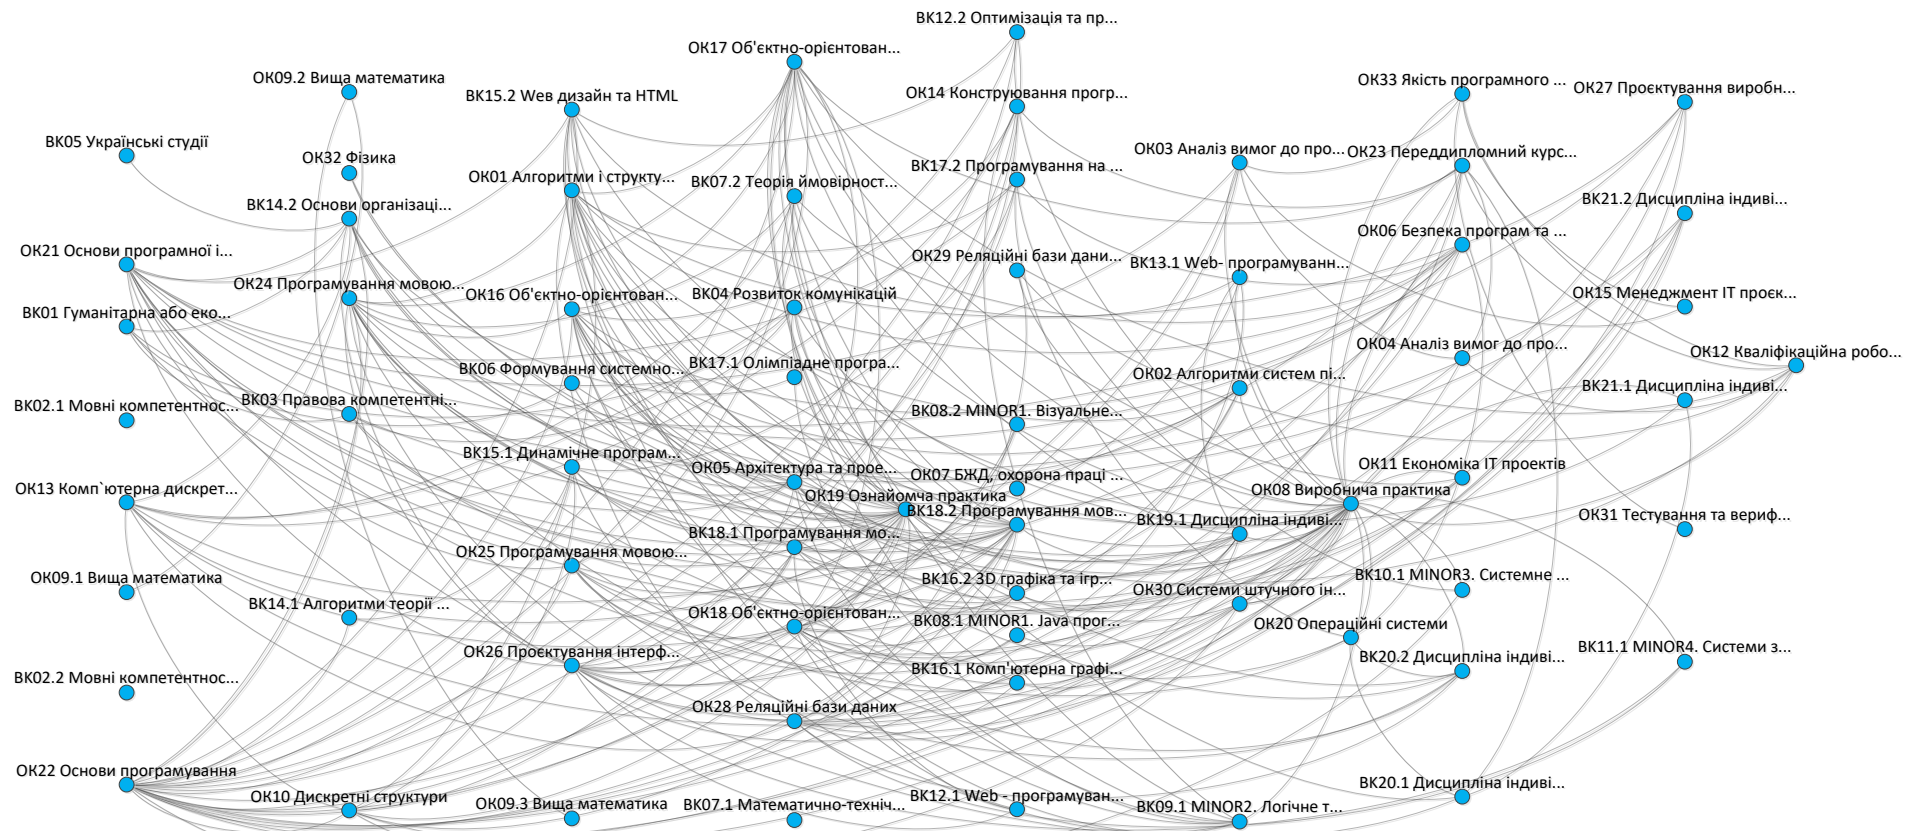 ВК12.2 Оптимізація та пр...
ОК17 Об'єктно-орієнтован...
ОК09.2 Вища математика
ОК33 Якість програмного ...
ОК27 Проєктування виробн...
ВК15.2 Wев дизайн та HTML
ОК14 Конструювання прогр...
ВК05 Українські студії
ОК32 Фізика
ОК03 Аналіз вимог до про...
ОК23 Переддипломний курс...
ОК01 Алгоритми і структу...
ВК07.2 Теорія ймовірност...
ВК17.2 Програмування на ...
ВК21.2 Дисципліна індиві...
ВК14.2 Основи організаці...
ОК06 Безпека програм та ...
ОК21 Основи програмної і...
ОК29 Реляційні бази дани...
ВК13.1 Web- програмуванн...
ОК24 Програмування мовою...
ОК16 Об'єктно-орієнтован...
ВК04 Розвиток комунікацій
ОК15 Менеджмент ІТ проєк...
ВК01 Гуманітарна або еко...
ОК04 Аналіз вимог до про...
ОК12 Кваліфікаційна робо...
ВК06 Формування системно...
ВК17.1 Олімпіадне програ...
ОК02 Алгоритми систем пі...
ВК21.1 Дисципліна індиві...
ВК02.1 Мовні компетентнос...
ВК03 Правова компетентні...
ВК08.2 MINOR1. Візуальне...
ВК15.1 Динамічне програм...
ОК05 Архітектура та прое...
ОК07 БЖД, охорона праці ...
ОК11 Економіка ІТ проектів
ОК13 Комп`ютерна дискрет...
ОК19 Ознайомча практика
ОК08 Виробнича практика
ВК18.2 Програмування мов...
ВК19.1 Дисципліна індиві...
ОК31 Тестування та вериф...
ВК18.1 Програмування мо...
ОК25 Програмування мовою...
ОК09.1 Вища математика
ВК16.2 3D графіка та ігр...
ОК30 Системи штучного ін...
ВК10.1 MINOR3. Системне ...
ВК14.1 Алгоритми теорії ...
ОК18 Об'єктно-орієнтован...
ВК08.1 MINOR1. Java прог...
ОК20 Операційні системи
ОК26 Проєктування інтерф...
ВК16.1 Комп'ютерна графі...
ВК20.2 Дисципліна індиві...
ВК11.1 MINOR4. Системи з...
ВК02.2 Мовні компетентнос...
ОК28 Реляційні бази даних
ОК22 Основи програмування
ВК20.1 Дисципліна індиві...
ОК10 Дискретні структури
ОК09.3 Вища математика
ВК07.1 Математично-техніч...
ВК12.1 Web - програмуван...
ВК09.1 MINOR2. Логічне т...